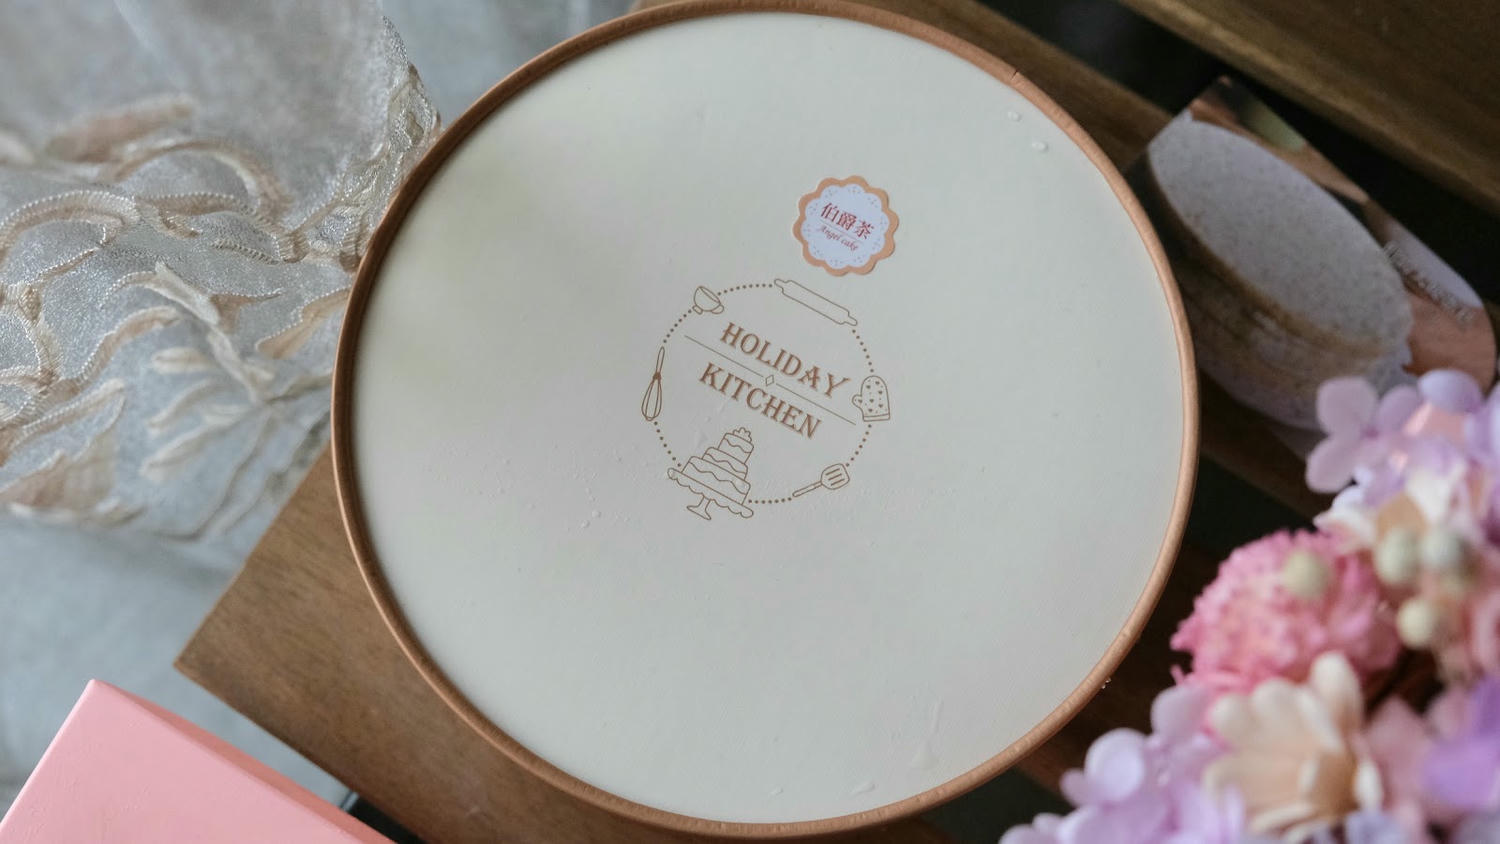 伯爵茶
Angel cake
HOLIDAY
KITCHEN